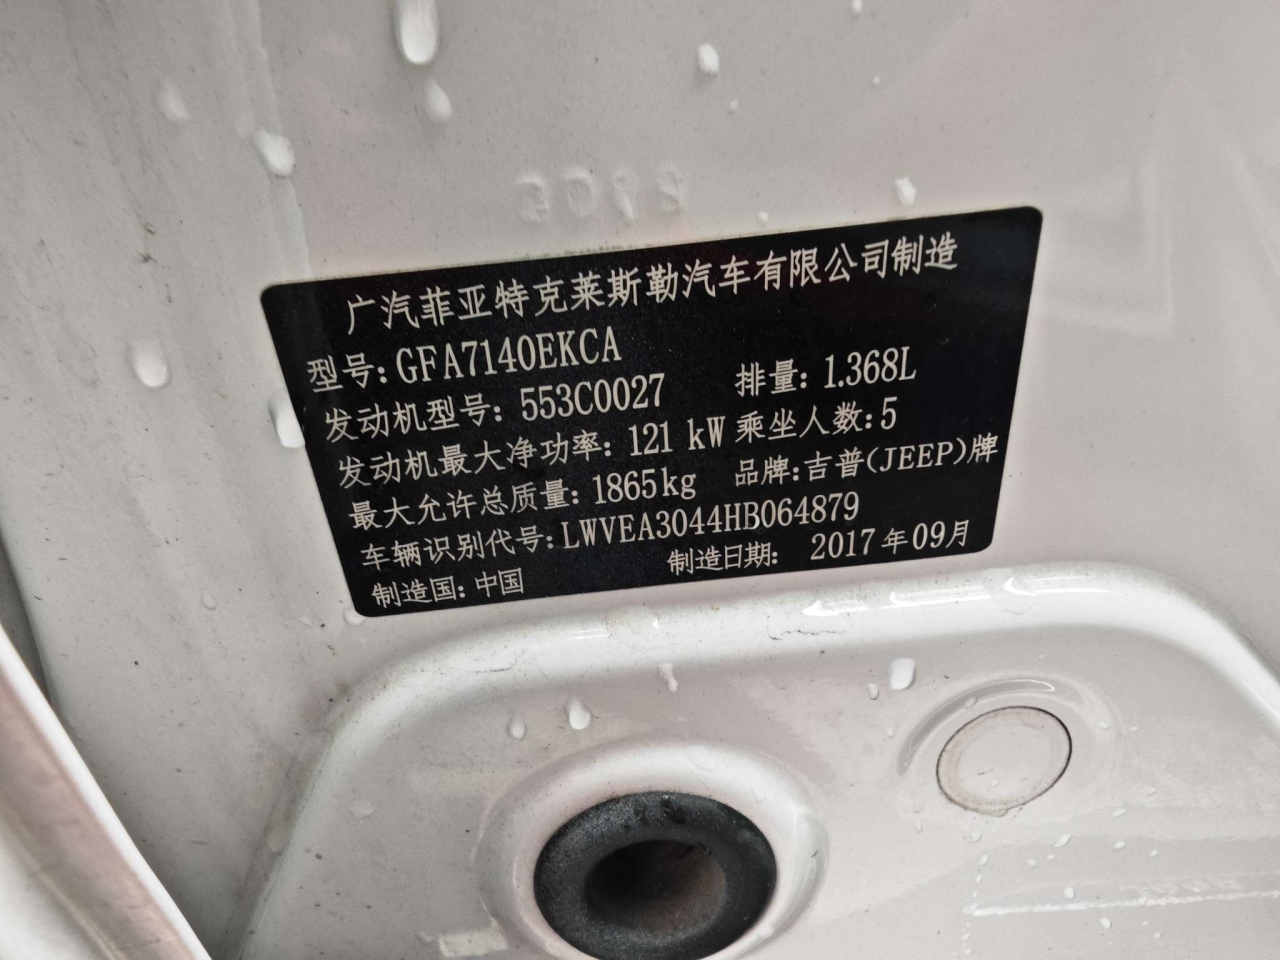 广汽菲亚特克莱斯勒汽车有限公司制造
型号: GFA7140EKCA
发动机型号: 553C0027 排量: 1.368L
发动机最大净功率: 121 kW 乘坐人数: 5
最大允许总质量: 1865kg 品牌: 吉普(JEEP)牌
车辆识别代号: LWVEA3044HB064879
制造国: 中国 制造日期: 2017年09月